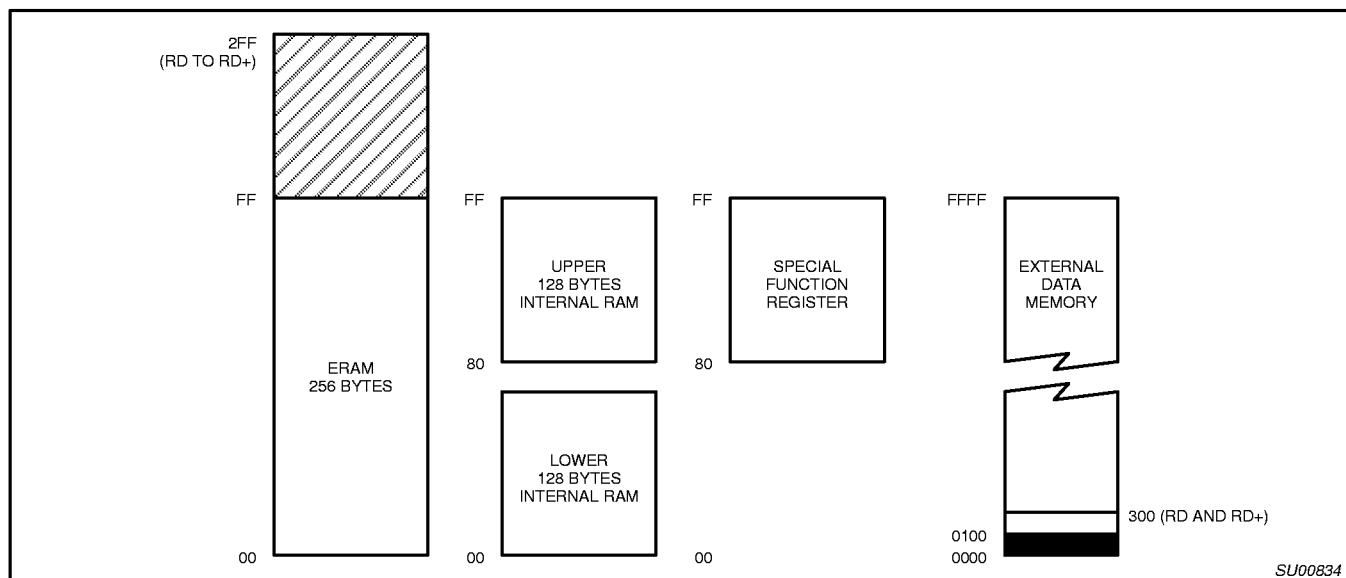 2FF
(RD TO RD+)
FF
ERAM
256 BYTES
00
FF
UPPER
128 BYTES
INTERNAL RAM
80
LOWER
128 BYTES
INTERNAL RAM
00
FF
SPECIAL
FUNCTION
REGISTER
80
00
FFFF
EXTERNAL
DATA
MEMORY
300 (RD AND RD+)
0100
0000
SU00834